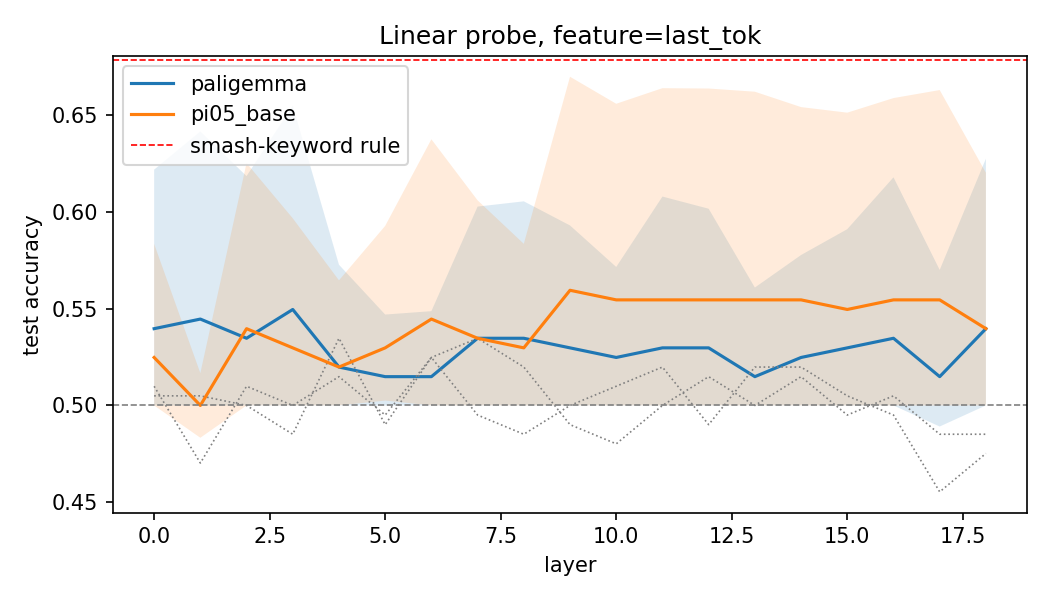 Linear probe, feature=last_tok
paligemma
pi05_base
smash-keyword rule
test accuracy
0.65
0.60
0.55
0.50
0.45
0.0 2.5 5.0 7.5 10.0 12.5 15.0 17.5
layer